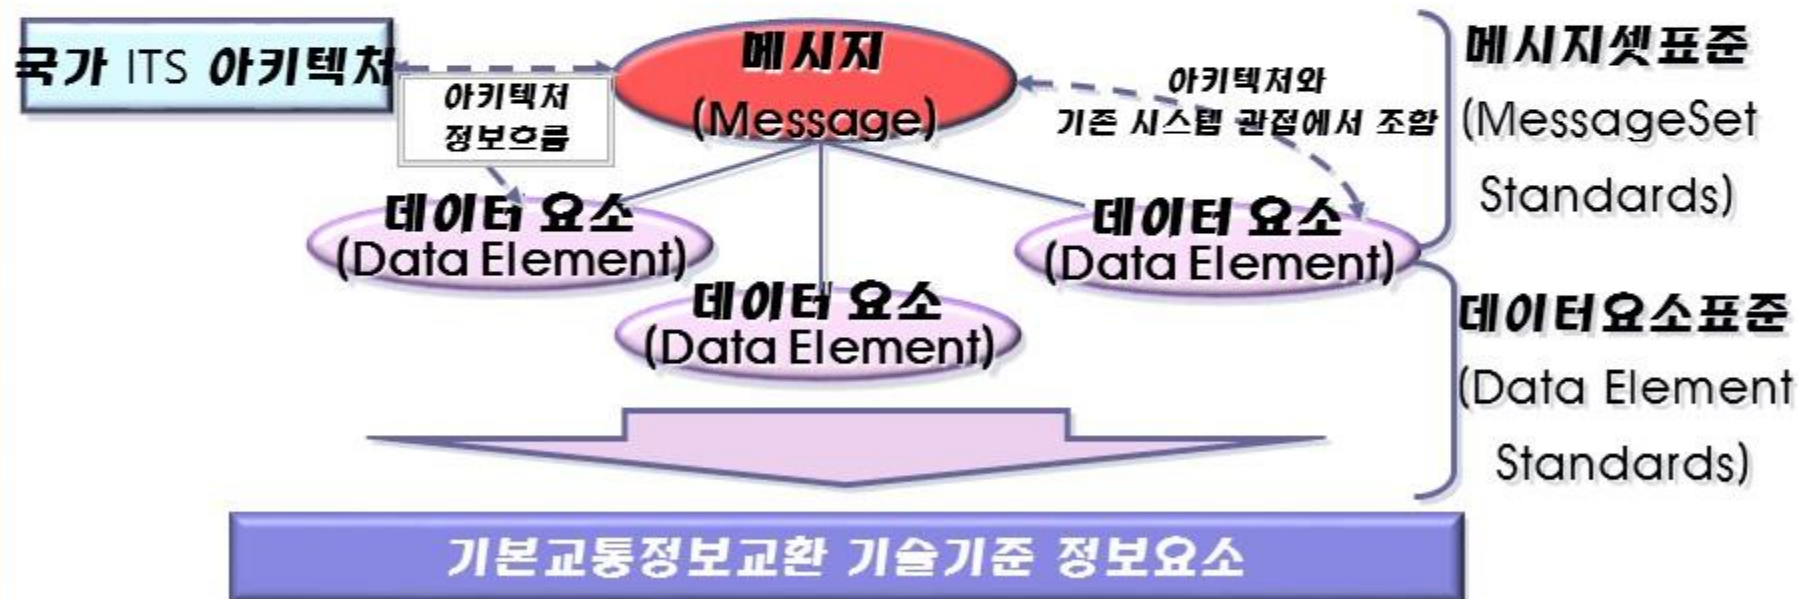 국가 ITS 아키텍처
메시지
(Message)
아키텍처
정보흐름
아키텍처와
기존 시스템 관점에서 조합
메시지셋표준
(MessageSet
Standards)
데이터 요소
(Data Element)
데이터 요소
(Data Element)
데이터 요소
(Data Element)
데이터요소표준
(Data Element
Standards)
기본교통정보교환 기술기준 정보요소